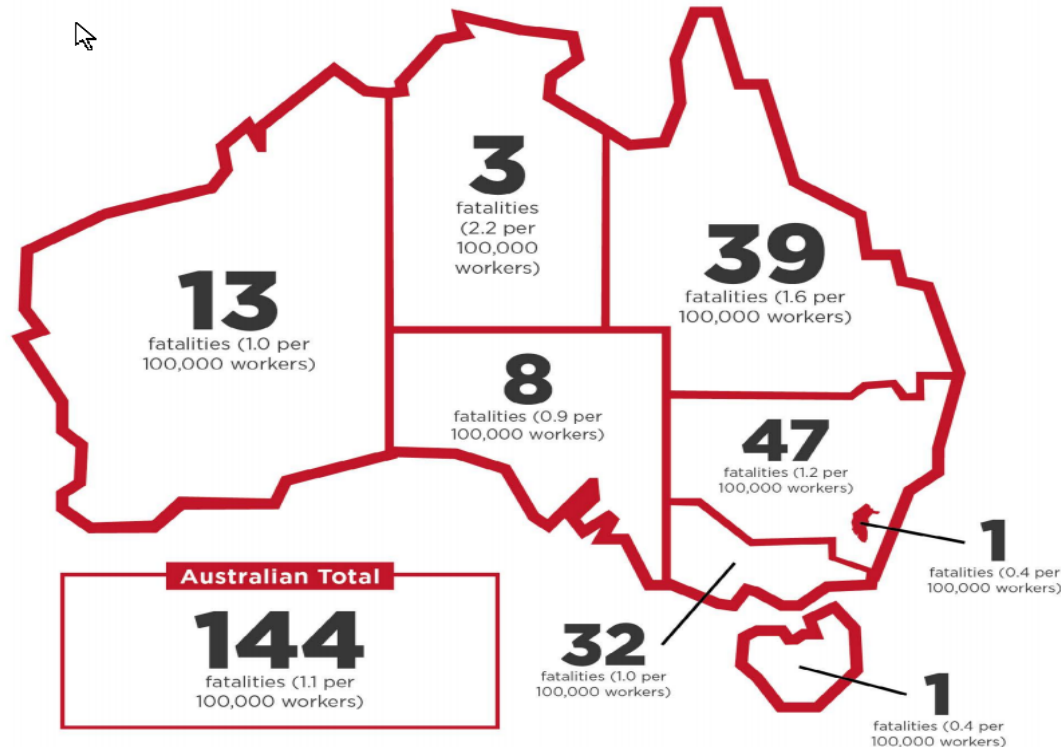 3
fatalities
(2.2 per
100,000
workers)
39
fatalities (1.6 per
100,000 workers)
13
fatalities (1.0 per
100,000 workers)
8
fatalities (0.9 per
100,000 workers)
47
fatalities (1.2 per
100,000 workers)
1
fatalities (0.4 per
100,000 workers)
Australian Total
144
fatalities (1.1 per
100,000 workers)
32
fatalities (1.0 per
100,000 workers)
1
fatalities (0.4 per
100,000 workers)